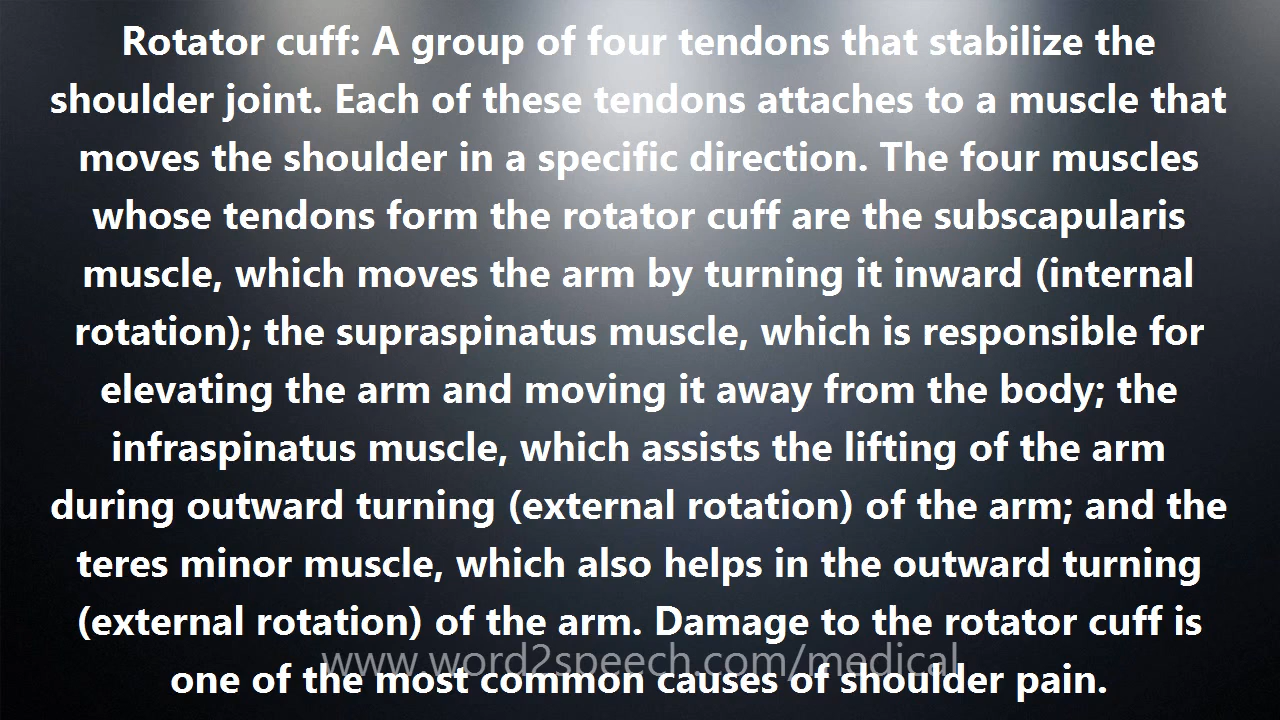 Rotator cuff: A group of four tendons that stabilize the
shoulder joint. Each of these tendons attaches to a muscle that
moves the shoulder in a specific direction. The four muscles
whose tendons form the rotator cuff are the subscapularis
muscle, which moves the arm by turning it inward (internal
rotation); the supraspinatus muscle, which is responsible for
elevating the arm and moving it away from the body; the
infraspinatus muscle, which assists the lifting of the arm
during outward turning (external rotation) of the arm; and the
teres minor muscle, which also helps in the outward turning
(external rotation) of the arm. Damage to the rotator cuff is
www.word2speech.com/medical
one of the most common causes of shoulder pain.